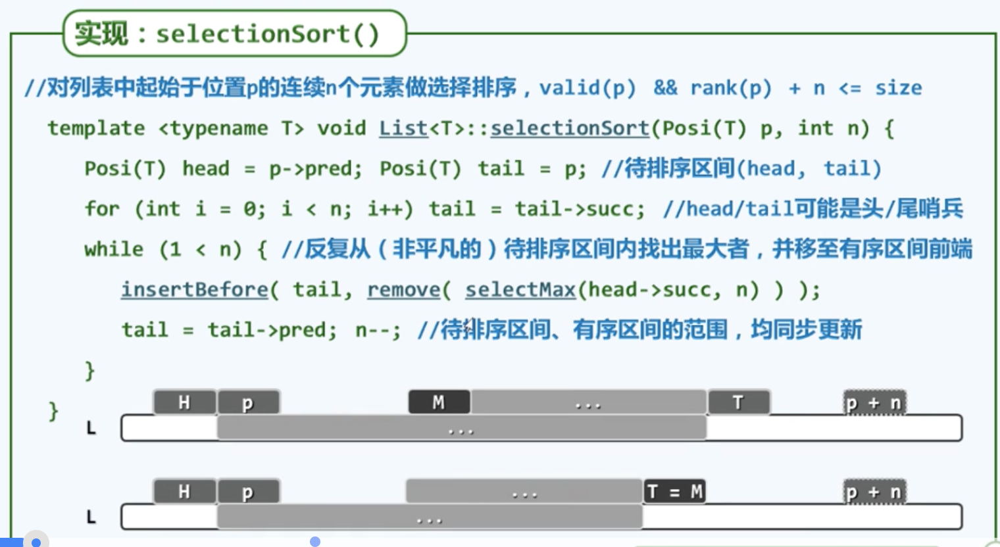 实现：selectionSort()
//对列表中起始于位置p的连续n个元素做选择排序，valid(p) && rank(p) + n <= size
template <typename T> void List<T>::selectionSort(Posi(T) p, int n) {
Posi(T) head = p->pred; Posi(T) tail = p; //待排序区间(head, tail)
for (int i = 0; i < n; i++) tail = tail->succ; //head/tail可能是头/尾哨兵
while (1 < n) { //反复从（非平凡的）待排序区间内找出最大者，并移至有序区间前端
insertBefore( tail, remove( selectMax(head->succ, n) ) );
tail = tail->pred; n--; //待排序区间、有序区间的范围，均同步更新
}
}
H p M ... T p + n
L ...
H p ... T = M p + n
L ...